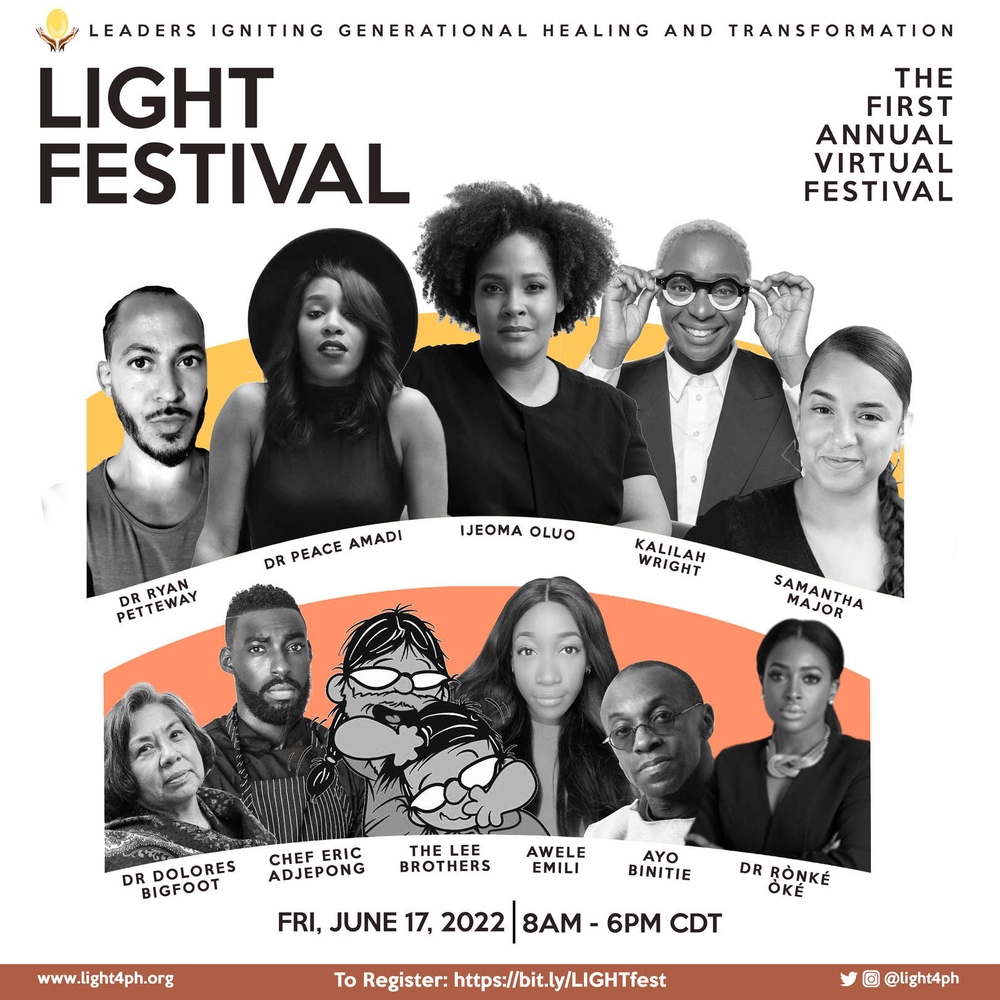 LEADERS IGNITING GENERATIONAL HEALING AND TRANSFORMATION
LIGHT
FESTIVAL
THE
FIRST
ANNUAL
VIRTUAL
FESTIVAL
DR RYAN
PETTEWAY
DR PEACE AMADI
IJEOMA OLUO
KALILAH
WRIGHT
SAMANTHA
MAJOR
DR DOLORES
BIGFOOT
CHEF ERIC
ADJEPONG
THE LEE
BROTHERS
AWELE
EMILI
AYO
BINITIE
DR RÒNKÉ
ÒKÉ
FRI, JUNE 17, 2022 | 8AM - 6PM CDT
www.light4ph.org
To Register: https://bit.ly/LIGHTfest
@light4ph